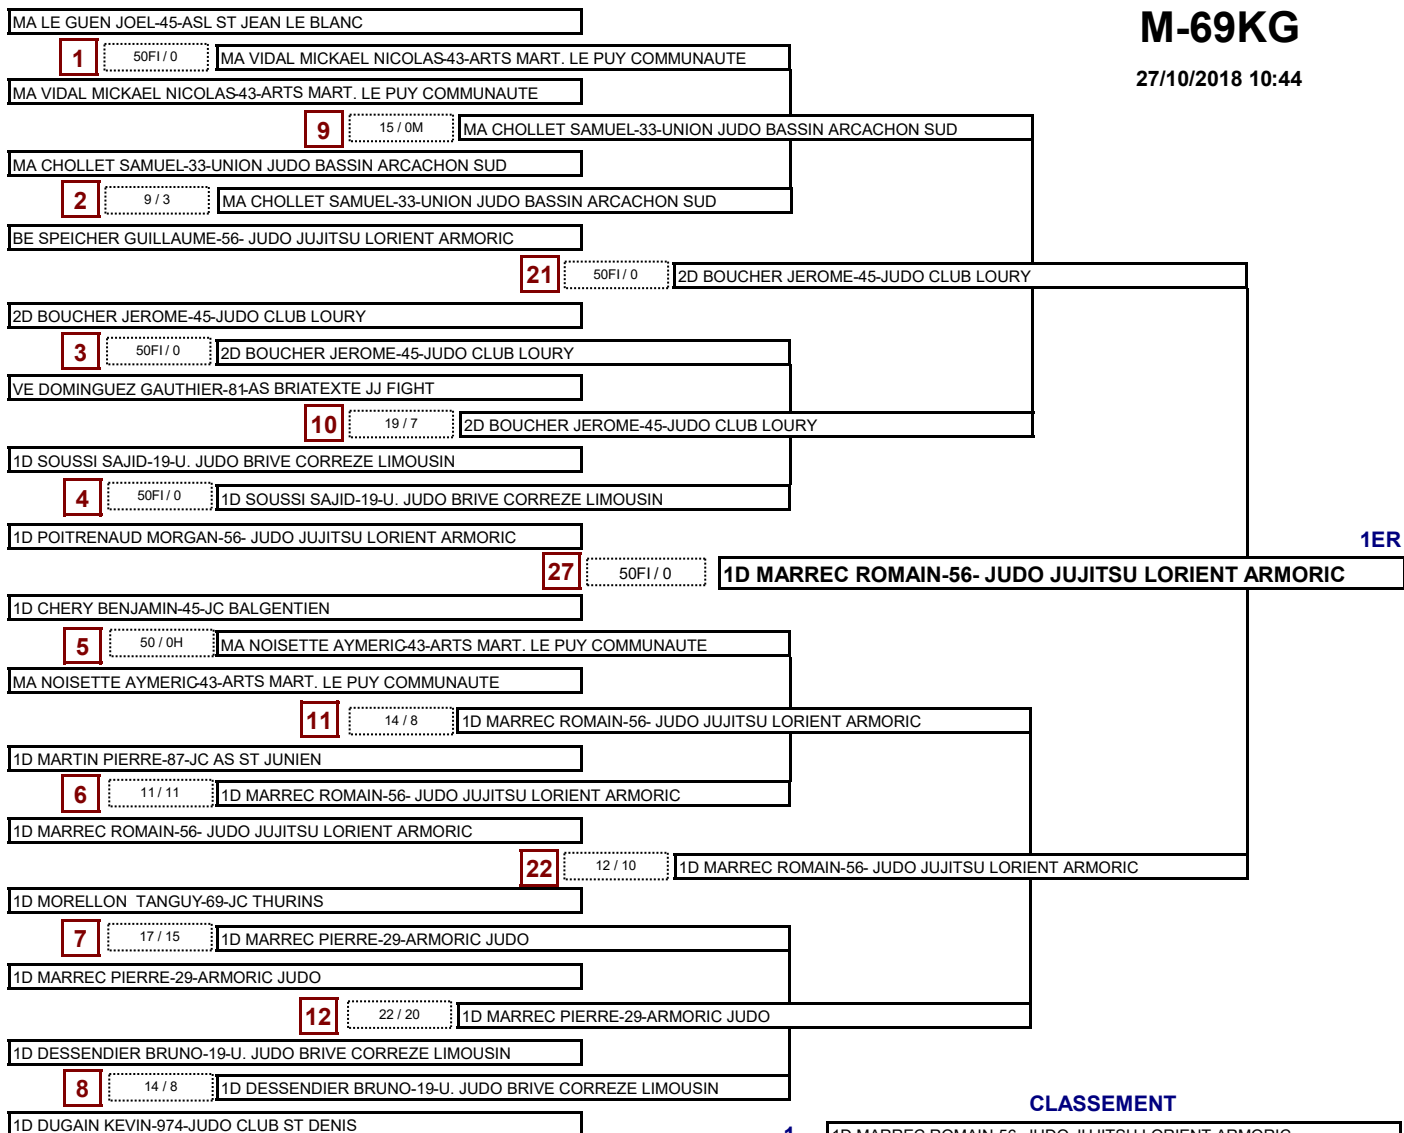 MA LE GUEN JOEL-45-ASL ST JEAN LE BLANC
M-69KG
1 50FI / 0 MA VIDAL MICKAEL NICOLAS-43-ARTS MART. LE PUY COMMUNAUTE
27/10/2018 10:44
MA VIDAL MICKAEL NICOLAS-43-ARTS MART. LE PUY COMMUNAUTE
9 15 / 0M MA CHOLLET SAMUEL-33-UNION JUDO BASSIN ARCACHON SUD
MA CHOLLET SAMUEL-33-UNION JUDO BASSIN ARCACHON SUD
2 9 / 3 MA CHOLLET SAMUEL-33-UNION JUDO BASSIN ARCACHON SUD
BE SPEICHER GUILLAUME-56- JUDO JUJITSU LORIENT ARMORIC
21 50FI / 0 2D BOUCHER JEROME-45-JUDO CLUB LOURY
2D BOUCHER JEROME-45-JUDO CLUB LOURY
3 50FI / 0 2D BOUCHER JEROME-45-JUDO CLUB LOURY
VE DOMINGUEZ GAUTHIER-81-AS BRIATEXTE JJ FIGHT
10 19 / 7 2D BOUCHER JEROME-45-JUDO CLUB LOURY
1D SOUSSI SAJID-19-U. JUDO BRIVE CORREZE LIMOUSIN
4 50FI / 0 1D SOUSSI SAJID-19-U. JUDO BRIVE CORREZE LIMOUSIN
1D POITRENAUD MORGAN-56- JUDO JUJITSU LORIENT ARMORIC
1ER
27 50FI / 0 1D MARREC ROMAIN-56- JUDO JUJITSU LORIENT ARMORIC
1D CHERY BENJAMIN-45-JC BALGENTIEN
5 50 / 0H MA NOISETTE AYMERIC-43-ARTS MART. LE PUY COMMUNAUTE
MA NOISETTE AYMERIC-43-ARTS MART. LE PUY COMMUNAUTE
11 14 / 8 1D MARREC ROMAIN-56- JUDO JUJITSU LORIENT ARMORIC
1D MARTIN PIERRE-87-JC AS ST JUNIEN
6 11 / 11 1D MARREC ROMAIN-56- JUDO JUJITSU LORIENT ARMORIC
1D MARREC ROMAIN-56- JUDO JUJITSU LORIENT ARMORIC
22 12 / 10 1D MARREC ROMAIN-56- JUDO JUJITSU LORIENT ARMORIC
1D MORELLON  TANGUY-69-JC THURINS
7 17 / 15 1D MARREC PIERRE-29-ARMORIC JUDO
1D MARREC PIERRE-29-ARMORIC JUDO
12 22 / 20 1D MARREC PIERRE-29-ARMORIC JUDO
1D DESSENDIER BRUNO-19-U. JUDO BRIVE CORREZE LIMOUSIN
8 14 / 8 1D DESSENDIER BRUNO-19-U. JUDO BRIVE CORREZE LIMOUSIN
CLASSEMENT
1D DUGAIN KEVIN-974-JUDO CLUB ST DENIS
1 1D MARREC ROMAIN-56- JUDO JUJITSU LORIENT ARMORIC